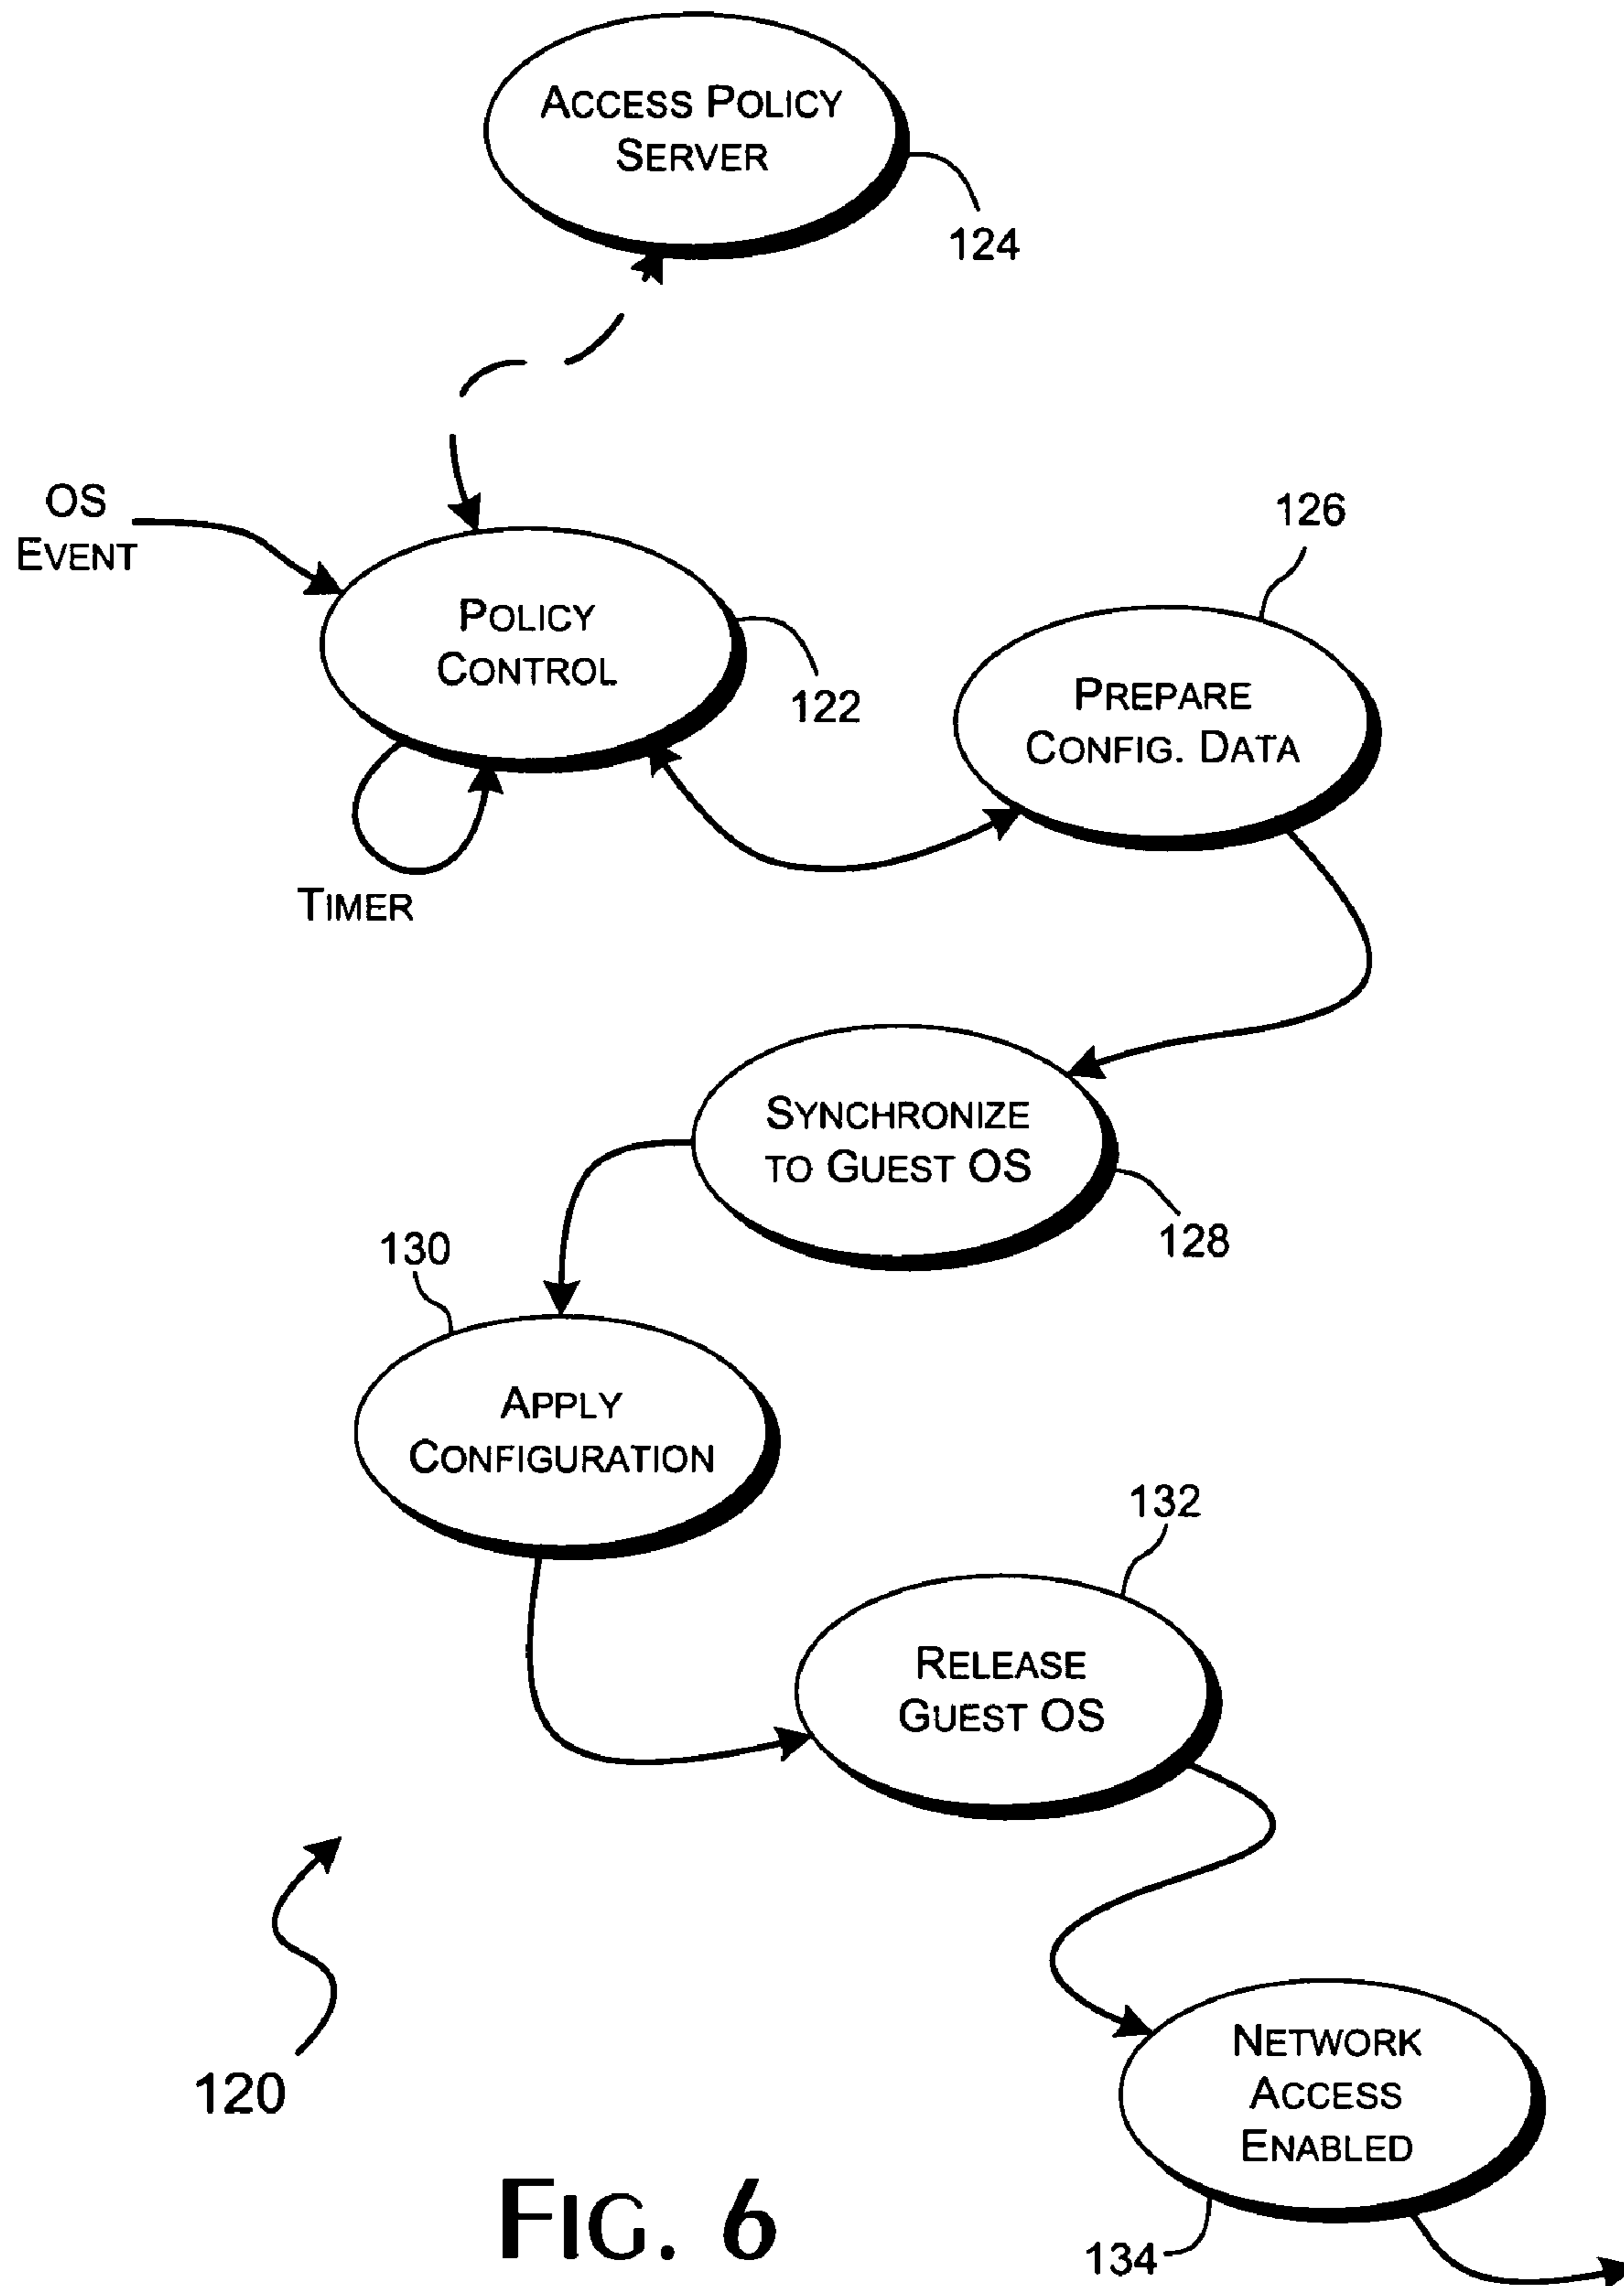 ACCESS POLICY
SERVER
124
OS
EVENT
126
POLICY
CONTROL
122
PREPARE
CONFIG. DATA
TIMER
SYNCHRONIZE
TO GUEST OS
128
130
APPLY
CONFIGURATION
132
RELEASE
GUEST OS
120
NETWORK
ACCESS
ENABLED
134
FIG. 6